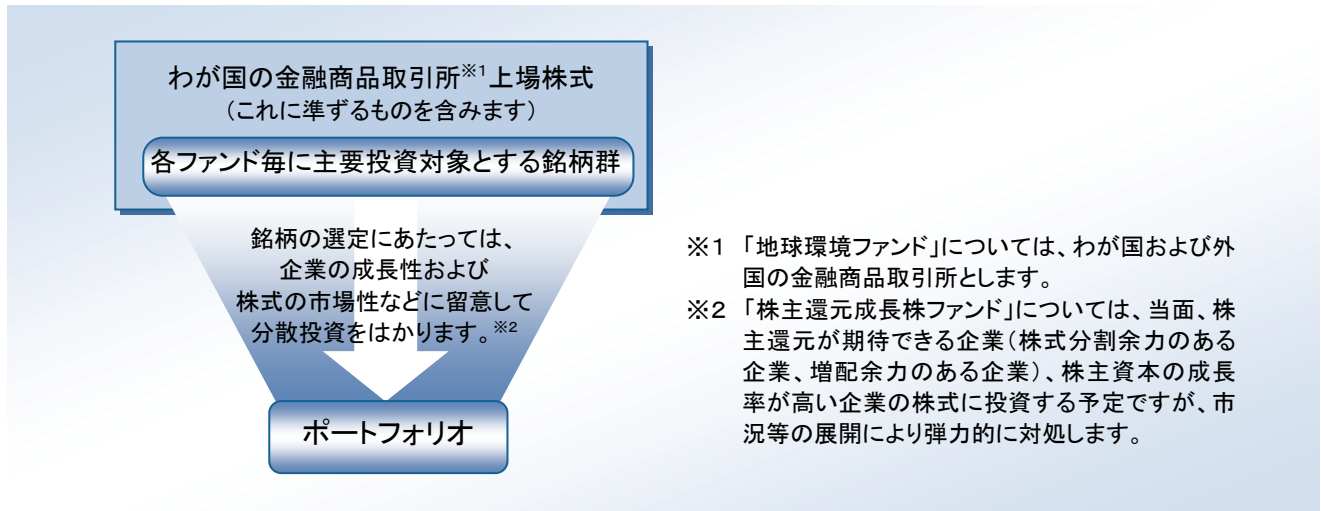 わが国の金融商品取引所※1上場株式
（これに準ずるものを含みます）
各ファンド毎に主要投資対象とする銘柄群
銘柄の選定にあたっては、
企業の成長性および
株式の市場性などに留意して
分散投資をはかります。※2
ポートフォリオ
※1 「地球環境ファンド」については、わが国および外
国の金融商品取引所とします。
※2 「株主還元成長株ファンド」については、当面、株
主還元が期待できる企業（株式分割余力のある
企業、増配余力のある企業）、株主資本の成長
率が高い企業の株式に投資する予定ですが、市
況等の展開により弾力的に対処します。